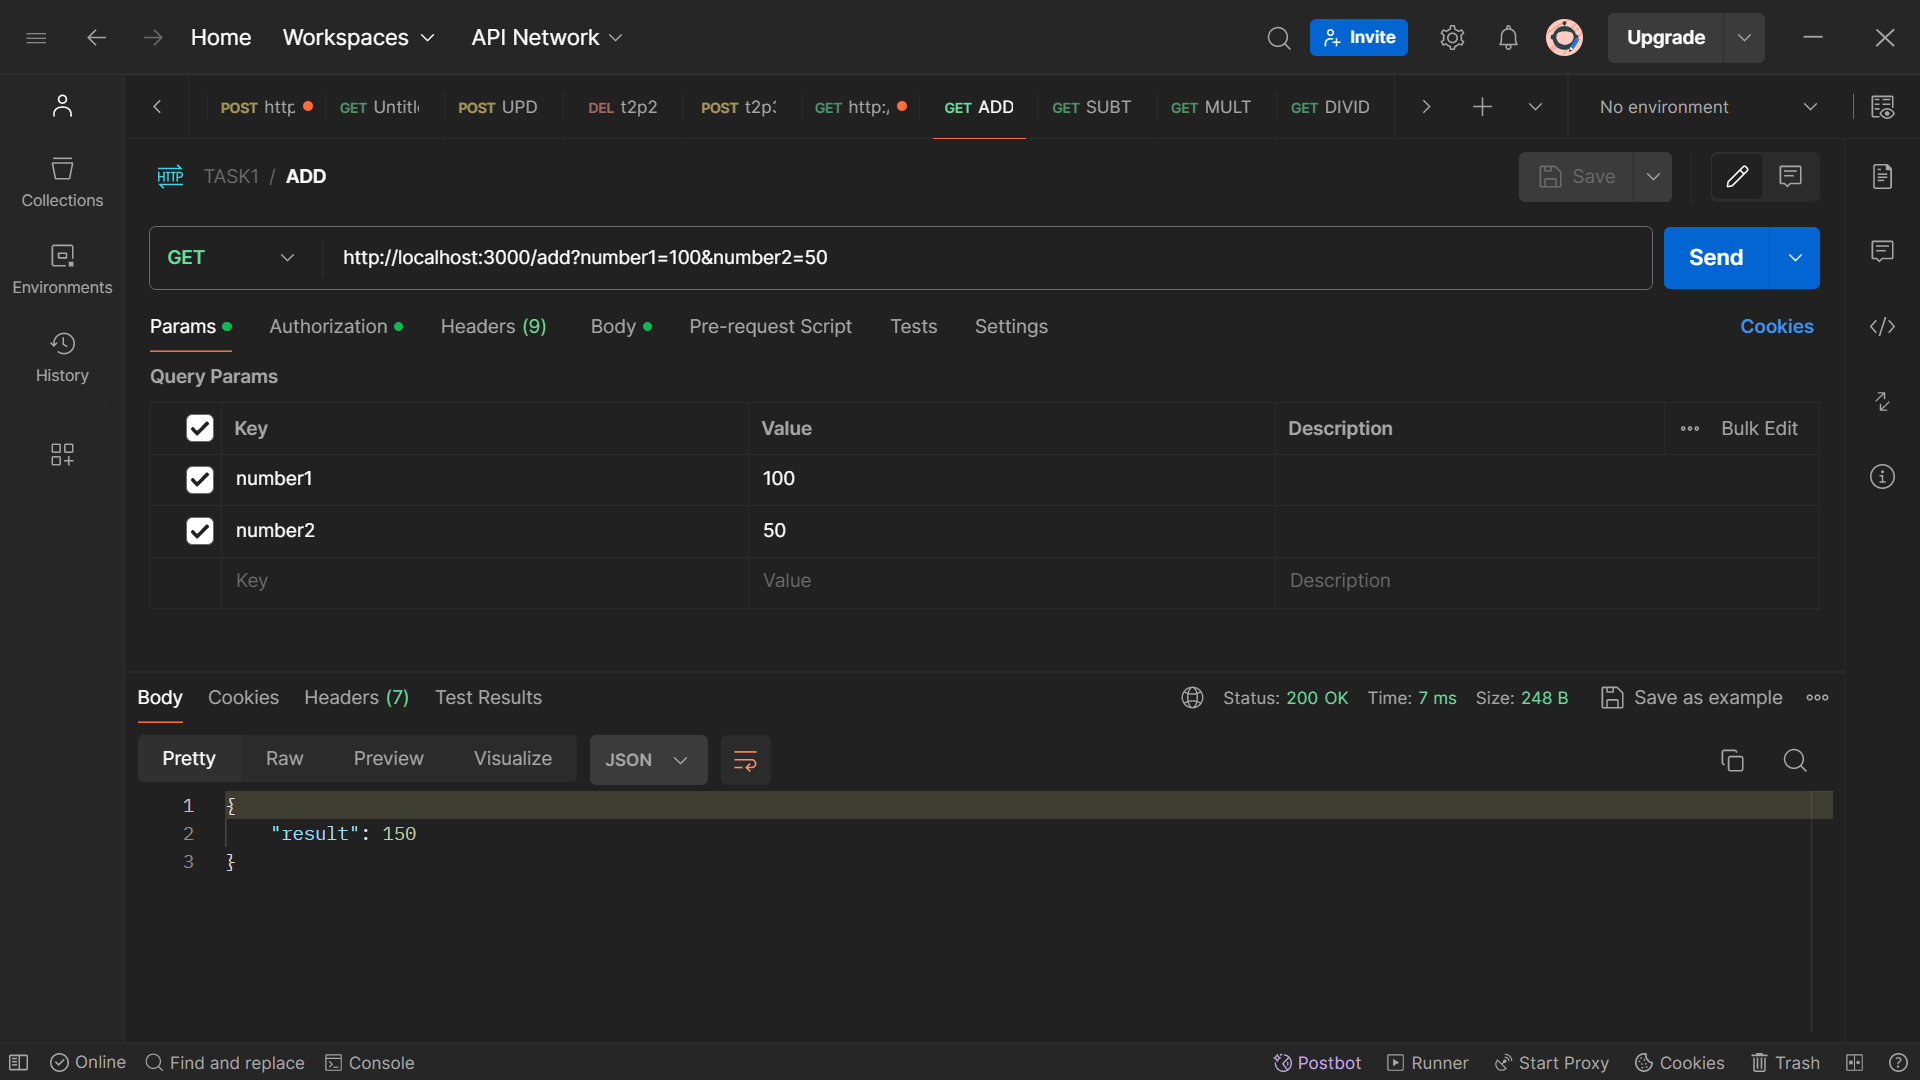 Home Workspaces API Network Invite Upgrade
POST http GET Untitl POST UPD DEL t2p2 POST t2p3 GET http:/ GET ADD GET SUBT GET MULT GET DIVID No environment
HTTP TASK1 / ADD Save
Collections
Environments
History
GET http://localhost:3000/add?number1=100&number2=50 Send
Params Authorization Headers (9) Body Pre-request Script Tests Settings Cookies
Query Params
Key Value Description Bulk Edit
number1 100
number2 50
Key Value Description
Body Cookies Headers (7) Test Results Status: 200 OK Time: 7 ms Size: 248 B Save as example
Pretty Raw Preview Visualize JSON
1 {
2 "result": 150
3 }
Online Find and replace Console Postbot Runner Start Proxy Cookies Trash